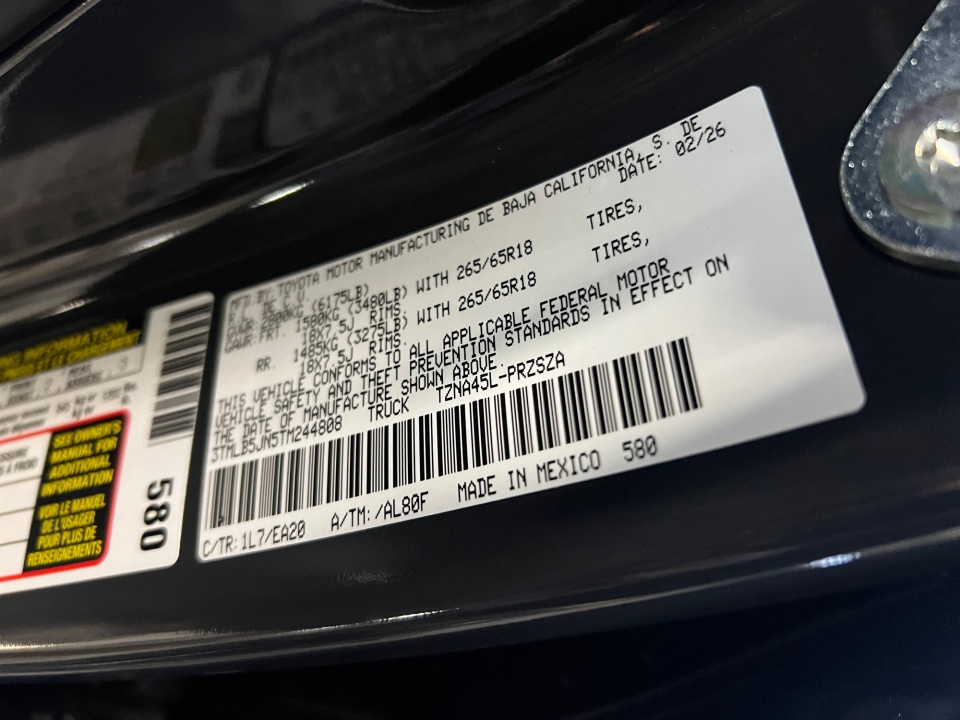 MFD.BY:TOYOTA MOTOR MANUFACTURING DE BAJA CALIFORNIA, S. DE
R.L. DE C.V. DATE: 02/26
GVWR:2800KG (6175LB)
GAWR:FRT. 1580KG (3480LB) WITH 265/65R18 TIRES,
18X7.5J RIMS.
RR. 1485KG (3275LB) WITH 265/65R18 TIRES,
18X7.5J RIMS.
THIS VEHICLE CONFORMS TO ALL APPLICABLE FEDERAL MOTOR
VEHICLE SAFETY AND THEFT PREVENTION STANDARDS IN EFFECT ON
THE DATE OF MANUFACTURE SHOWN ABOVE.
3TMLB5JN5TM244808 TRUCK TZNA45L-PRZSZA
C/TR:1L7/EA20 A/TM:/AL80F MADE IN MEXICO 580
INFORMATION
SEE OWNER'S
MANUAL FOR
ADDITIONAL
INFORMATION
VOIR LE MANUEL
DE L'USAGER
POUR PLUS DE
RENSEIGNEMENTS
580